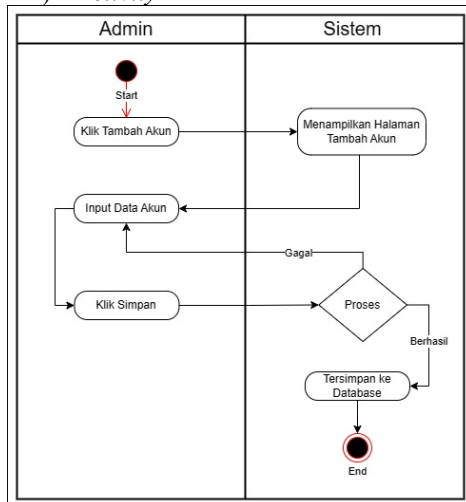 Admin
Sistem
Start
Klik Tambah Akun
Menampilkan Halaman
Tambah Akun
Input Data Akun
Gagal
Klik Simpan
Proses
Berhasil
Tersimpan ke
Database
End